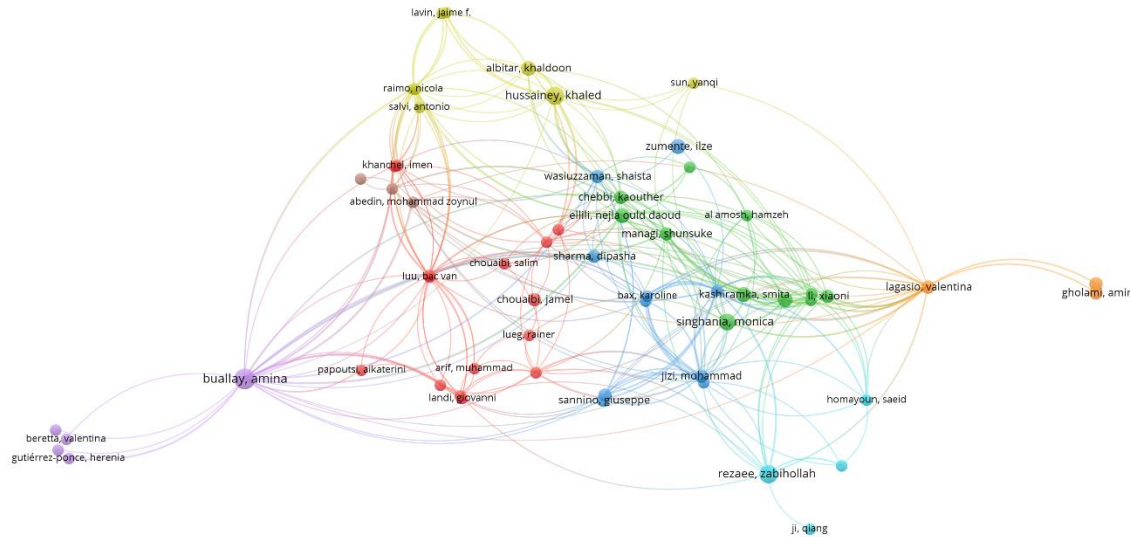 lavin, jaime f.
albitar, khaldoon
raimo, nicola
hussainey, khaled
sun, yanqi
salvi, antonio
zumente, ilze
khanchel, imen
wasiuzzaman, shaista
chebbi, kaouther
abedin, mohammad zoynul
ellili, nejla ould daoud
al amosh, hamzeh
managi, shunsuke
sharma, dipasha
chouaibi, salim
luu, bac van
lagasio, valentina
gholami, amir
bax, karoline
kashiramka, smita
li, xiaoni
chouaibi, jamel
singhania, monica
lueg, rainer
buallay, amina
papoutsi, aikaterini
arif, muhammad
jizi, mohammad
landi, giovanni
sannino, giuseppe
homayoun, saeid
beretta, valentina
gutiérrez-ponce, herenia
rezaee, zabihollah
ji, qiang